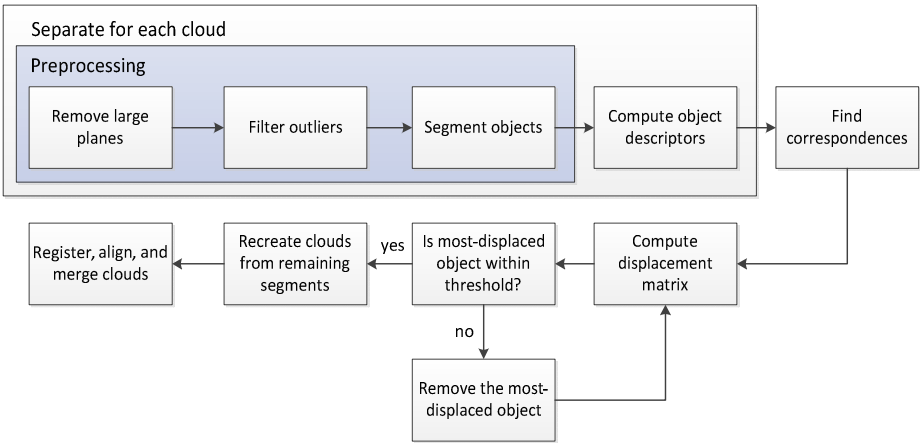 Separate for each cloud
Preprocessing
Remove large
planes
Filter outliers
Segment objects
Compute object
descriptors
Find
correspondences
Register, align, and
merge clouds
Recreate clouds
from remaining
segments
yes
Is most-displaced
object within
threshold?
Compute
displacement
matrix
no
Remove the most-
displaced object